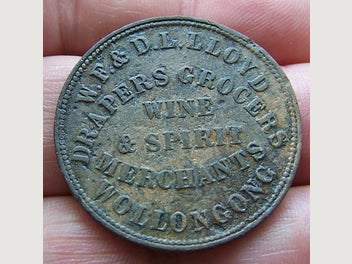 W.F. & D.L. LLOYD
DRAPERS GROCERS
WINE
& SPIRIT
MERCHANTS
WOLLONGONG